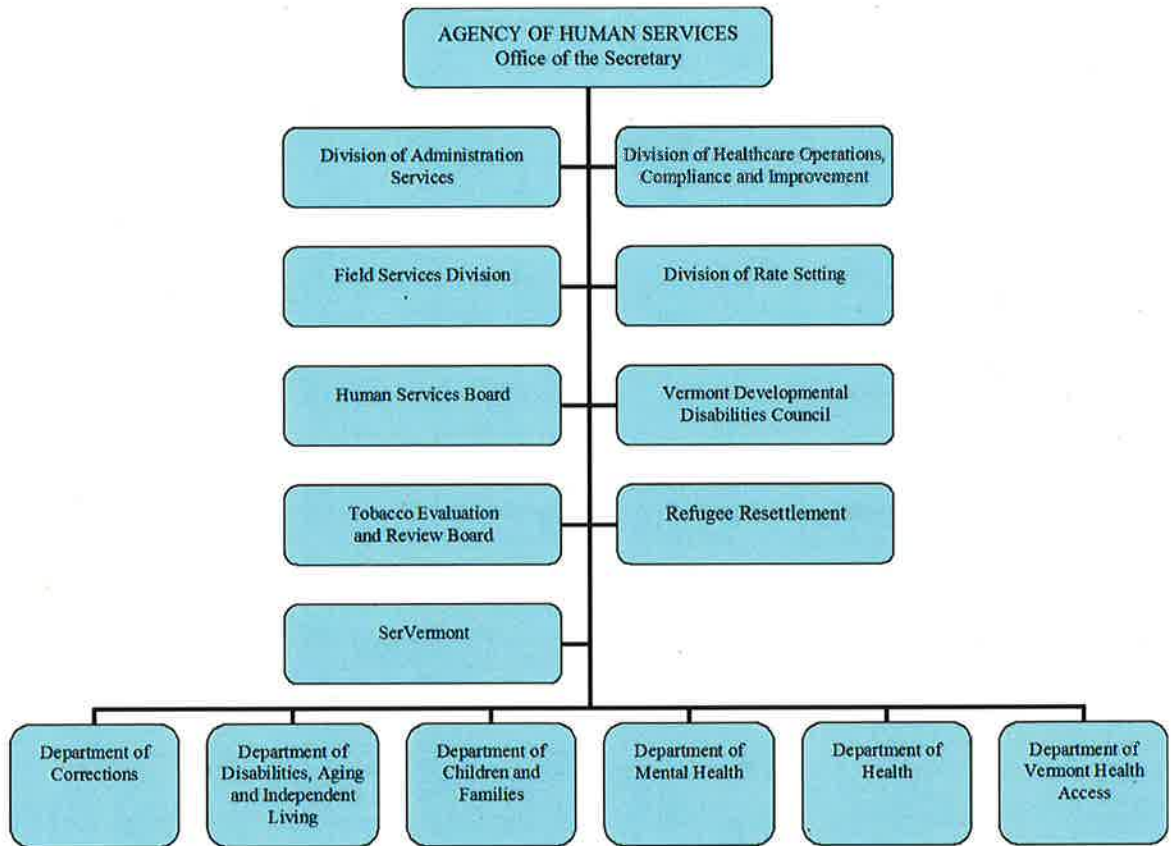 AGENCY OF HUMAN SERVICES
Office of the Secretary
Division of Administration
Services
Division of Healthcare Operations,
Compliance and Improvement
Field Services Division
Division of Rate Setting
Human Services Board
Vermont Developmental
Disabilities Council
Tobacco Evaluation
and Review Board
Refugee Resettlement
SerVermont
Department of
Corrections
Department of
Disabilities, Aging
and Independent
Living
Department of
Children and
Families
Department of
Mental Health
Department of
Health
Department of
Vermont Health
Access